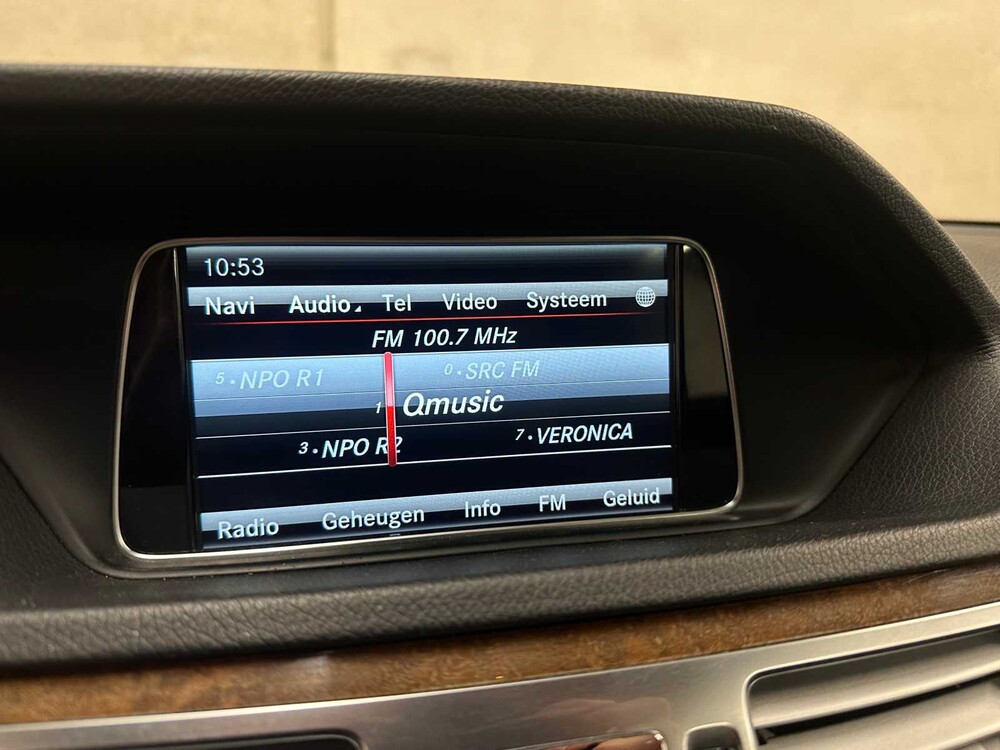 10:53
Navi Audio Tel Video Systeem
FM 100.7 MHz
5 • NPO R1 0 • SRC FM
1 Qmusic
3 • NPO R2 7 • VERONICA
Radio Geheugen Info FM Geluid